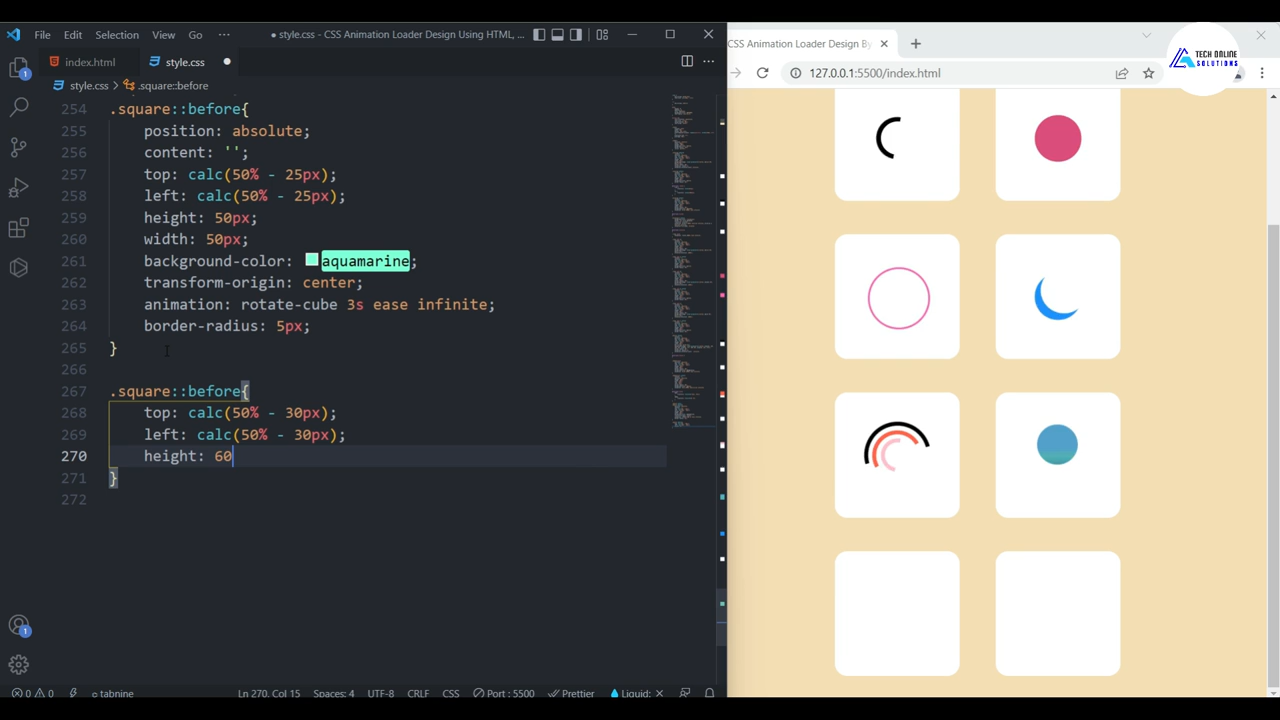 File Edit Selection View Go ··· ● style.css - CSS Animation Loader Design Using HTML, ...
index.html style.css ●
style.css > .square::before
254 .square::before{
255 position: absolute;
256 content: '';
257 top: calc(50% - 25px);
258 left: calc(50% - 25px);
259 height: 50px;
260 width: 50px;
261 background-color: aquamarine;
262 transform-origin: center;
263 animation: rotate-cube 3s ease infinite;
264 border-radius: 5px;
265 }
266
267 .square::before{
268 top: calc(50% - 30px);
269 left: calc(50% - 30px);
270 height: 60
271 }
272
1
1
0 0 tabnine Ln 270, Col 15 Spaces: 4 UTF-8 CRLF CSS Port : 5500 Prettier Liquid:
CSS Animation Loader Design By
127.0.0.1:5500/index.html
TECH ONLINE
SOLUTIONS